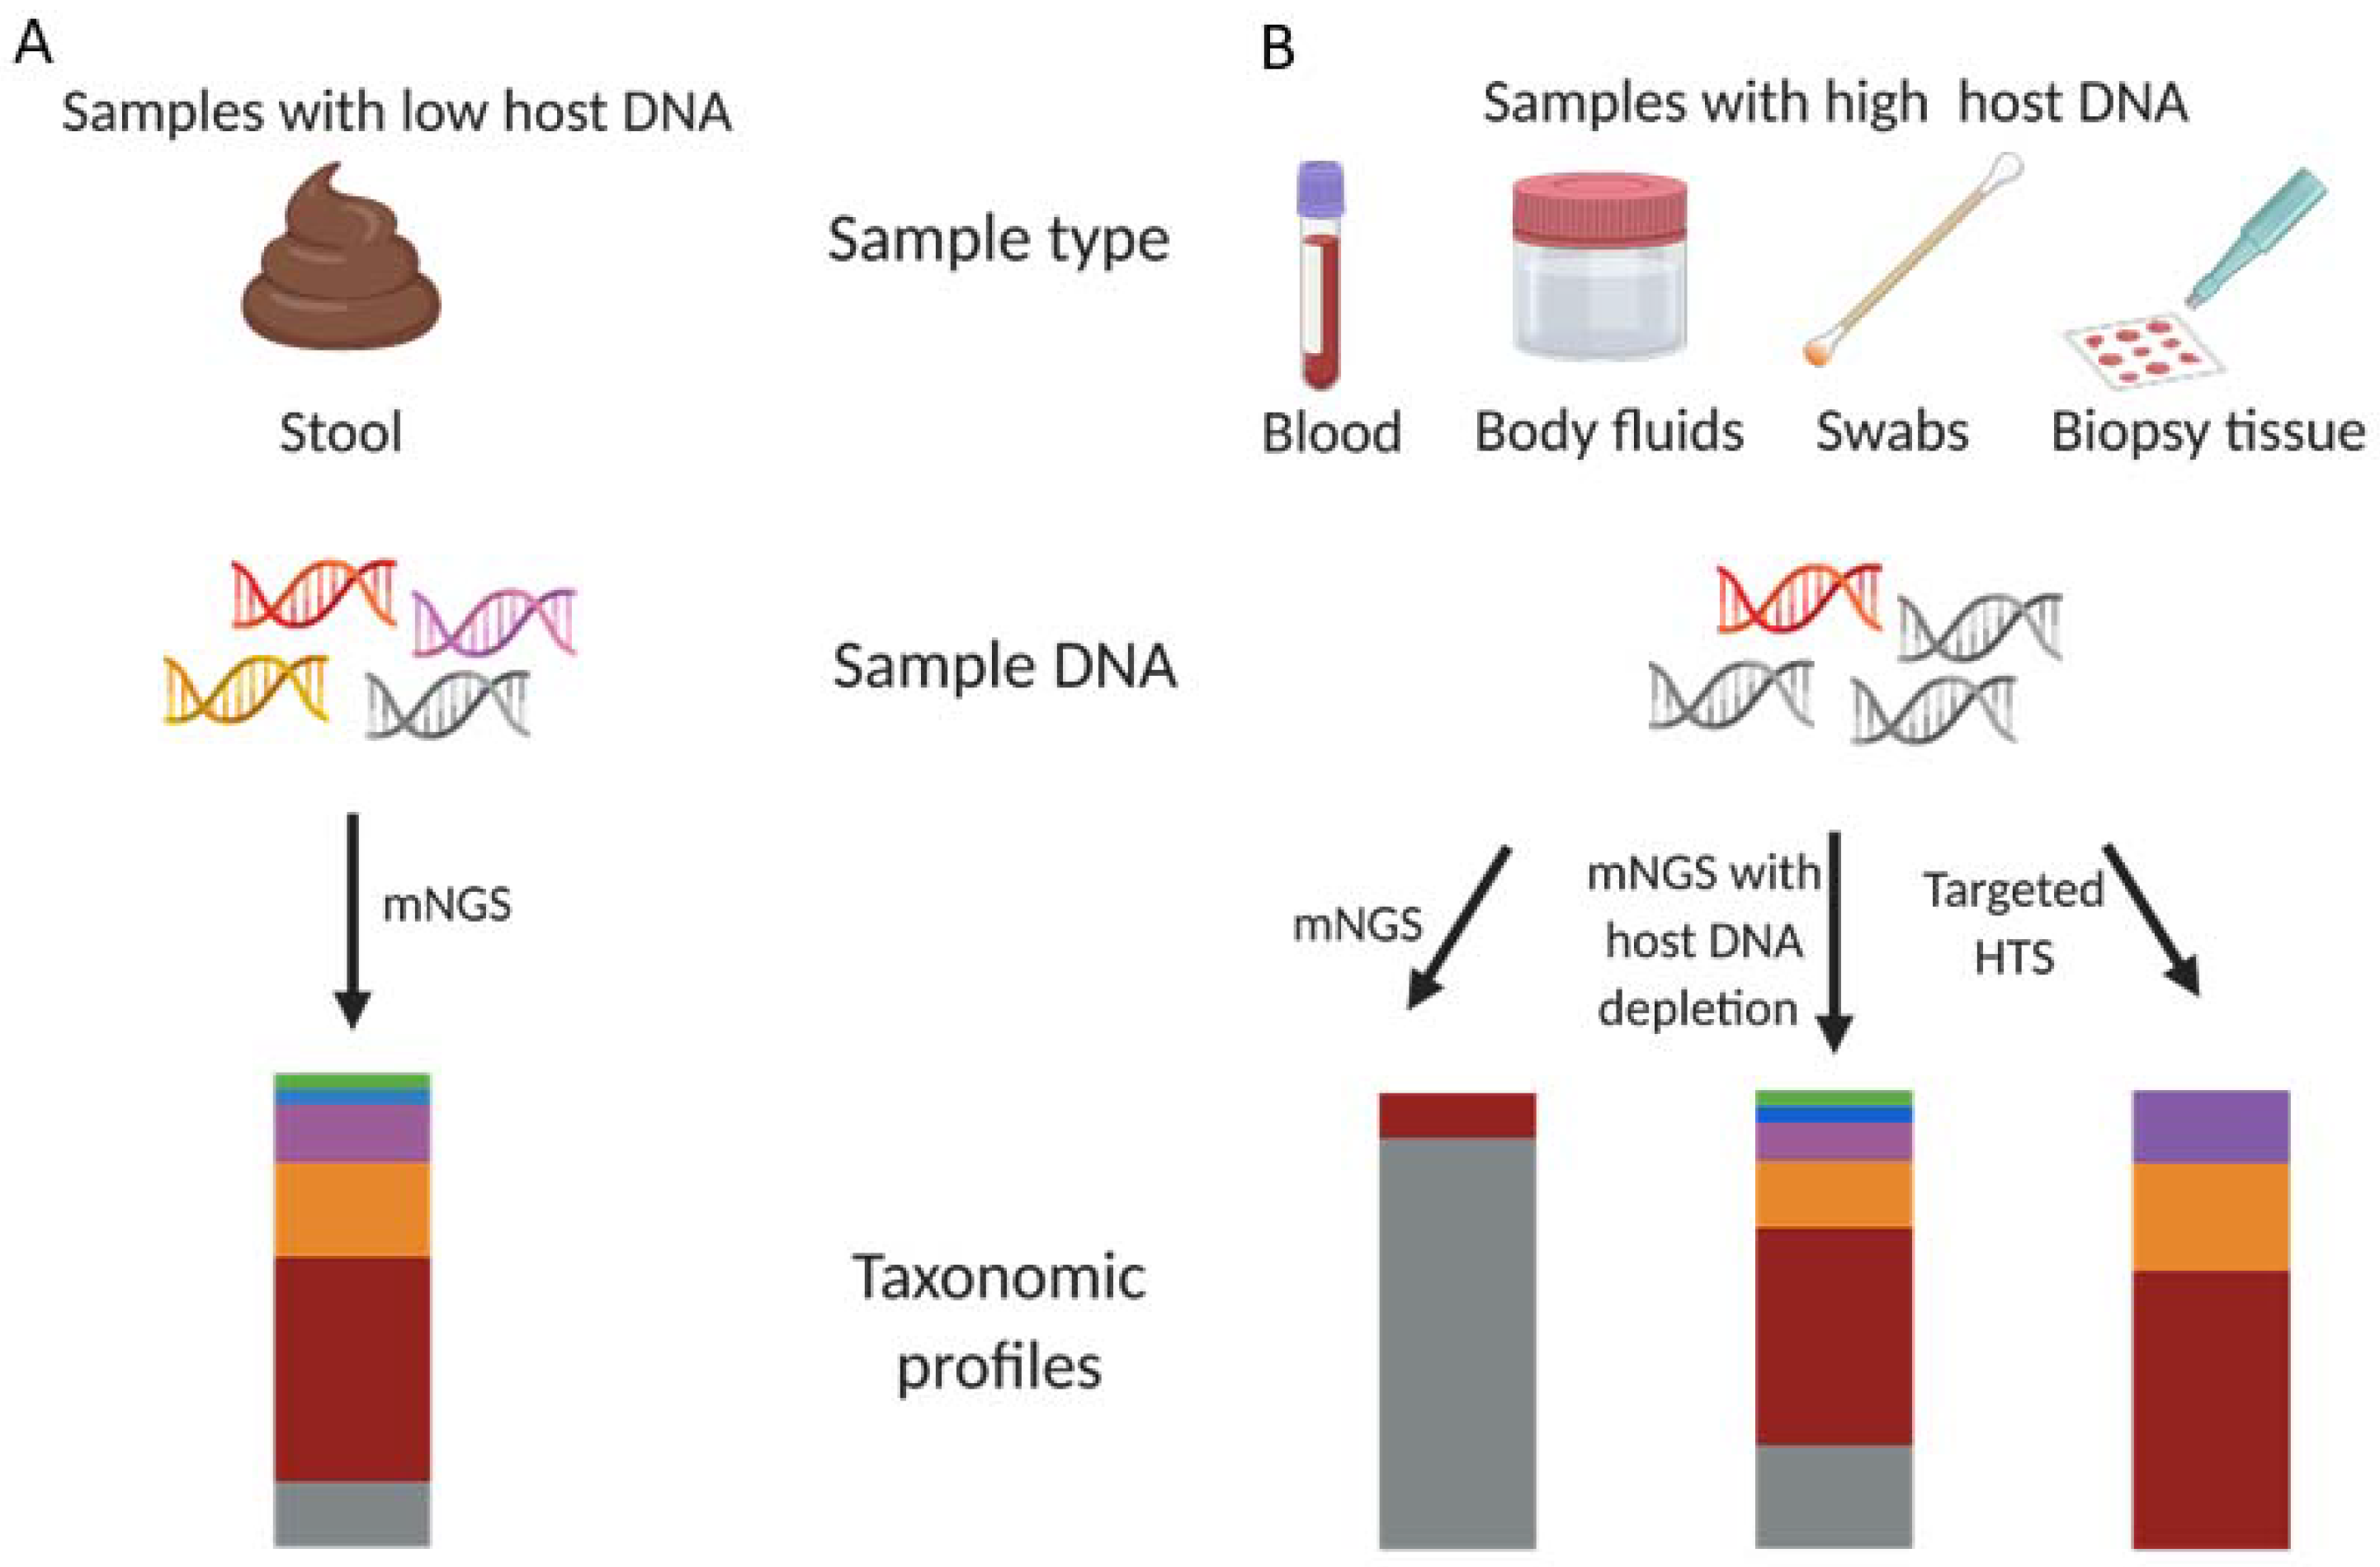 A
Samples with low host DNA
Stool
Sample type
B
Samples with high host DNA
Blood
Body fluids
Swabs
Biopsy tissue
Sample DNA
mNGS
mNGS
mNGS with
host DNA
depletion
Targeted
HTS
Taxonomic
profiles